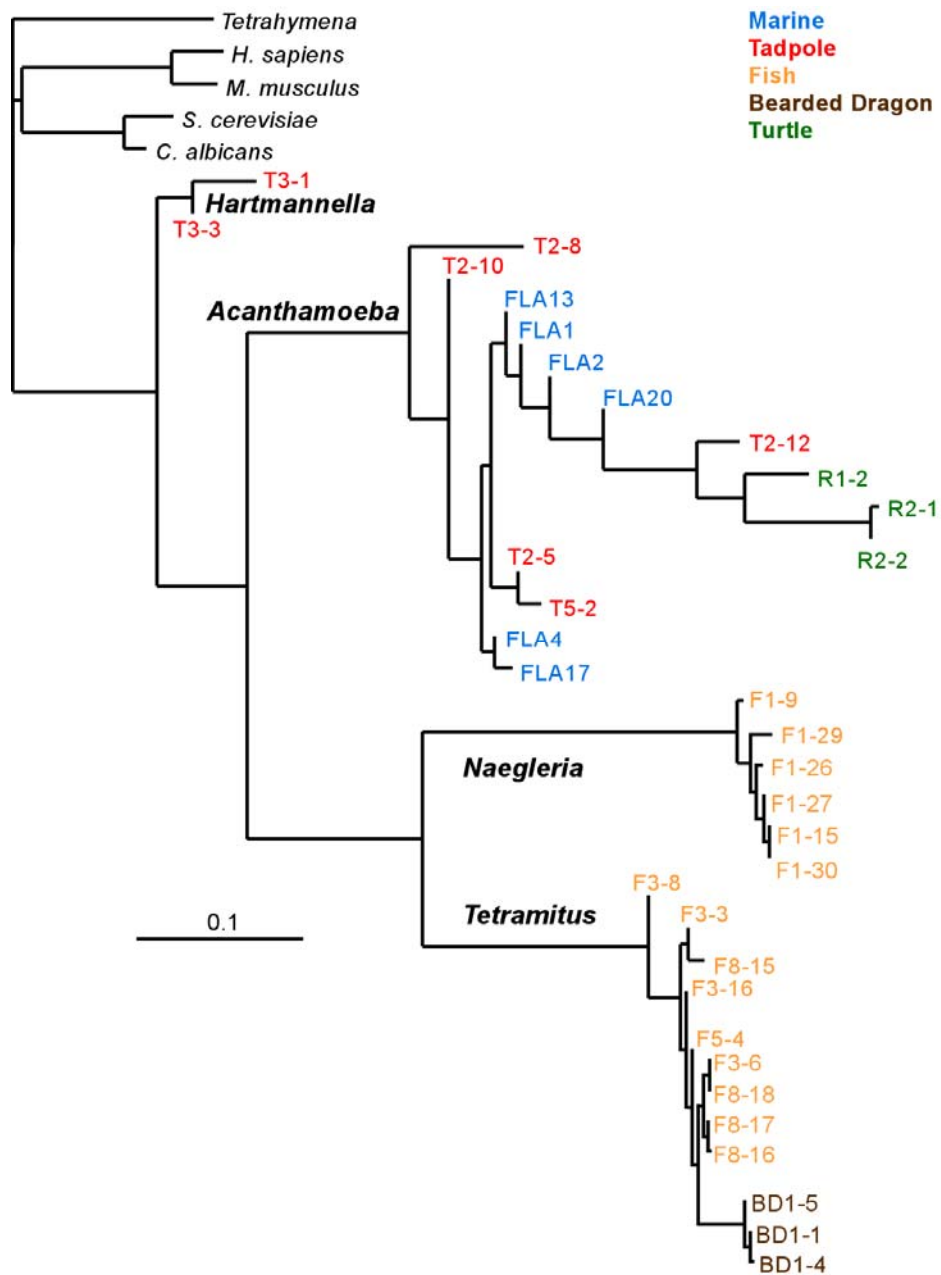 Tetrahymena
H. sapiens
M. musculus
S. cerevisiae
C. albicans
Marine
Tadpole
Fish
Bearded Dragon
Turtle
T3-1
Hartmannella
T3-3
T2-8
T2-10
FLA13
Acanthamoeba
FLA1
FLA2
FLA20
T2-12
R1-2
R2-1
R2-2
T2-5
T5-2
FLA4
FLA17
F1-9
F1-29
Naegleria
F1-26
F1-27
F1-15
F1-30
F3-8
Tetramitus
F3-3
0.1
F8-15
F3-16
F5-4
F3-6
F8-18
F8-17
F8-16
BD1-5
BD1-1
BD1-4